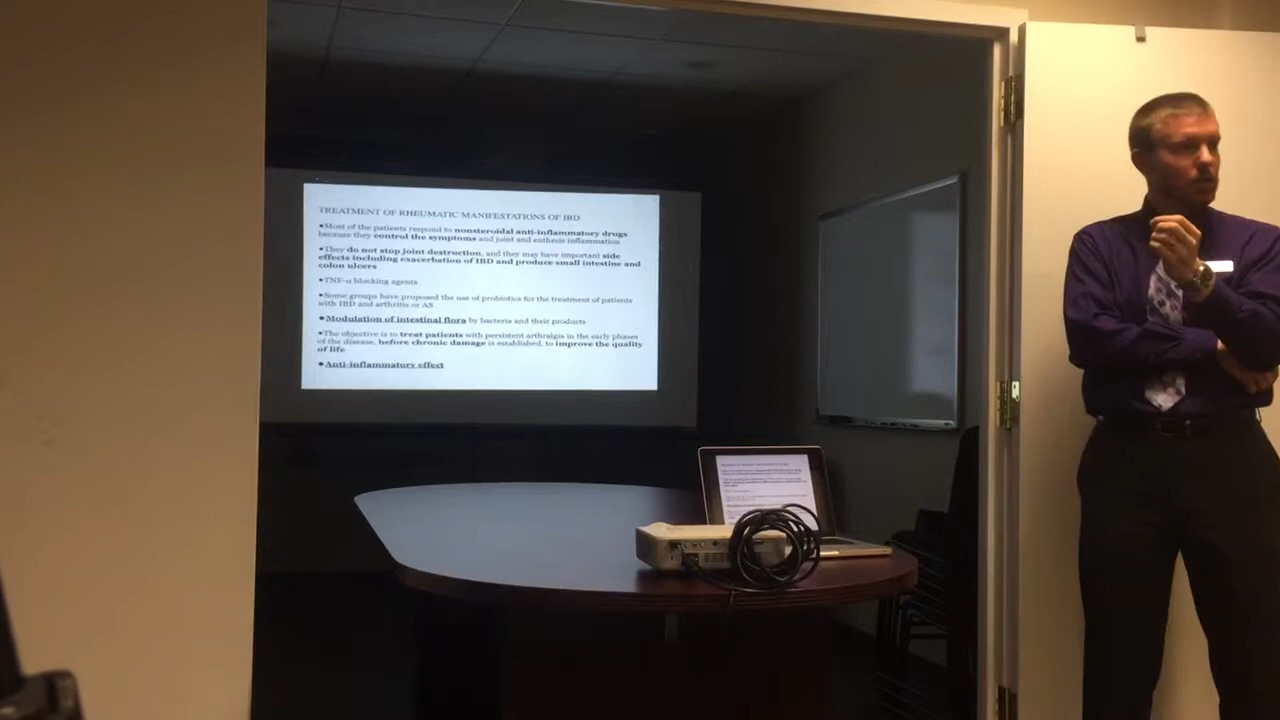 TREATMENT OF RHEUMATIC MANIFESTATIONS OF IBD
●Most of the patients respond to nonsteroidal anti-inflammatory drugs
because they control the symptoms and joint and enthesis inflammation
●They do not stop joint destruction, and they may have important side
effects including exacerbation of IBD and produce small intestine and
colon ulcers
●TNF-α blocking agents
●Some groups have proposed the use of probiotics for the treatment of patients
with IBD and arthritis or AS
●Modulation of intestinal flora by bacteria and their products
●The objective is to treat patients with persistent arthralgia in the early phases
of the disease, before chronic damage is established, to improve the quality
of life
●Anti-inflammatory effect